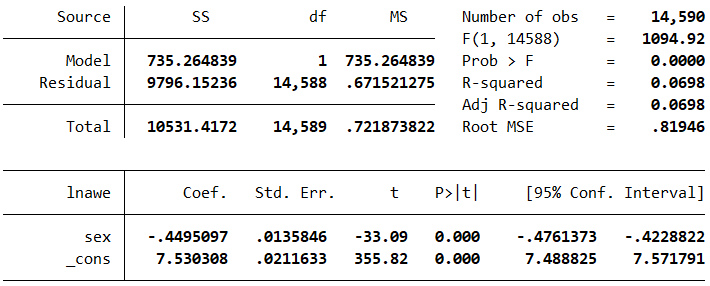 Source SS df MS Number of obs = 14,590
F(1, 14588) = 1094.92
Model 735.264839 1 735.264839 Prob > F = 0.0000
Residual 9796.15236 14,588 .671521275 R-squared = 0.0698
Adj R-squared = 0.0698
Total 10531.4172 14,589 .721873822 Root MSE = .81946
lnawe Coef. Std. Err. t P>|t| [95% Conf. Interval]
sex -.4495097 .0135846 -33.09 0.000 -.4761373 -.4228822
_cons 7.530308 .0211633 355.82 0.000 7.488825 7.571791